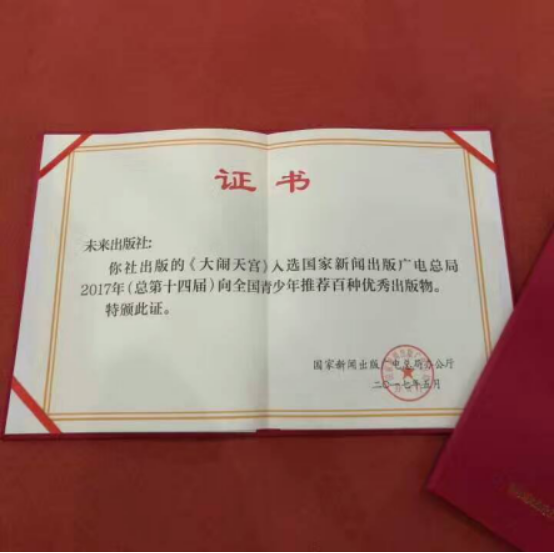 证书
未来出版社:
你社出版的《大闹天宫》入选国家新闻出版广电总局
2017年(总第十四届)向全国青少年推荐百种优秀出版物。
特颁此证。
国家新闻出版广电总局办公厅
二〇一七年五月